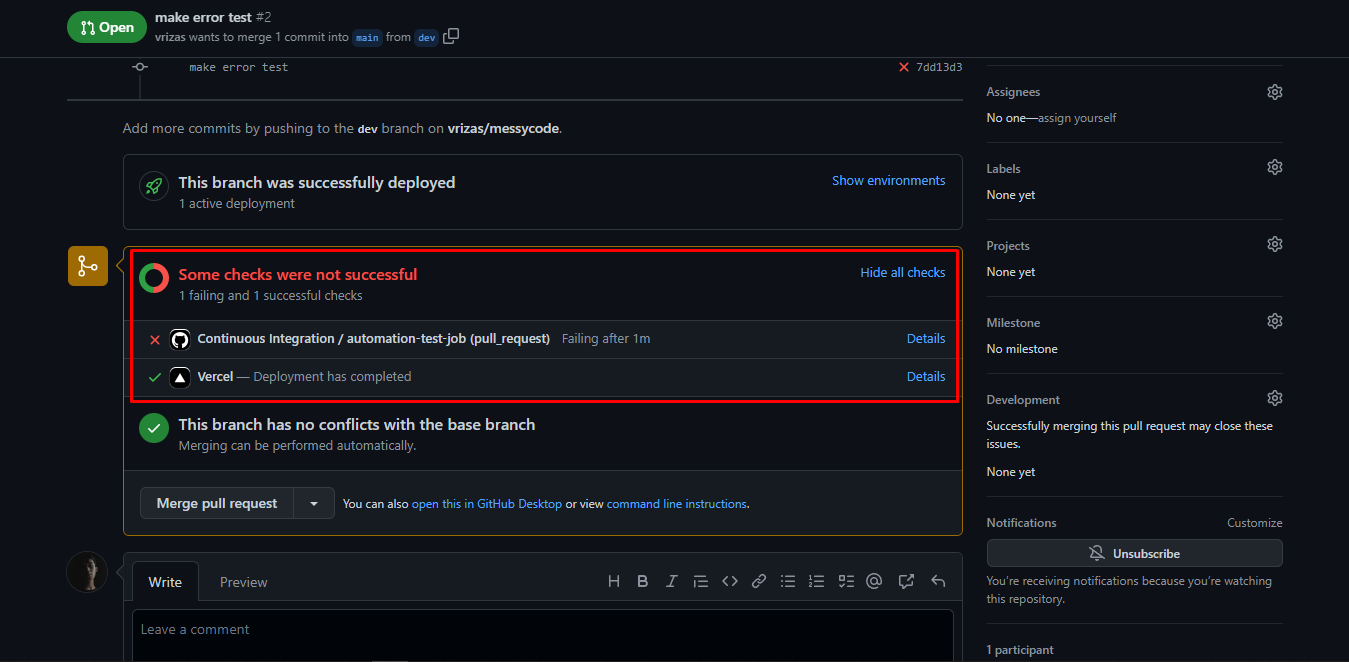 Open
make error test #2
vrizas wants to merge 1 commit into main from dev
make error test
7dd13d3
Add more commits by pushing to the dev branch on vrizas/messycode.
This branch was successfully deployed
1 active deployment
Show environments
Some checks were not successful
1 failing and 1 successful checks
Hide all checks
Continuous Integration / automation-test-job (pull_request) Failing after 1m
Details
Vercel — Deployment has completed
Details
This branch has no conflicts with the base branch
Merging can be performed automatically.
Merge pull request
You can also open this in GitHub Desktop or view command line instructions.
Write
Preview
Leave a comment
Assignees
No one—assign yourself
Labels
None yet
Projects
None yet
Milestone
No milestone
Development
Successfully merging this pull request may close these
issues.
None yet
Notifications
Customize
Unsubscribe
You're receiving notifications because you're watching
this repository.
1 participant